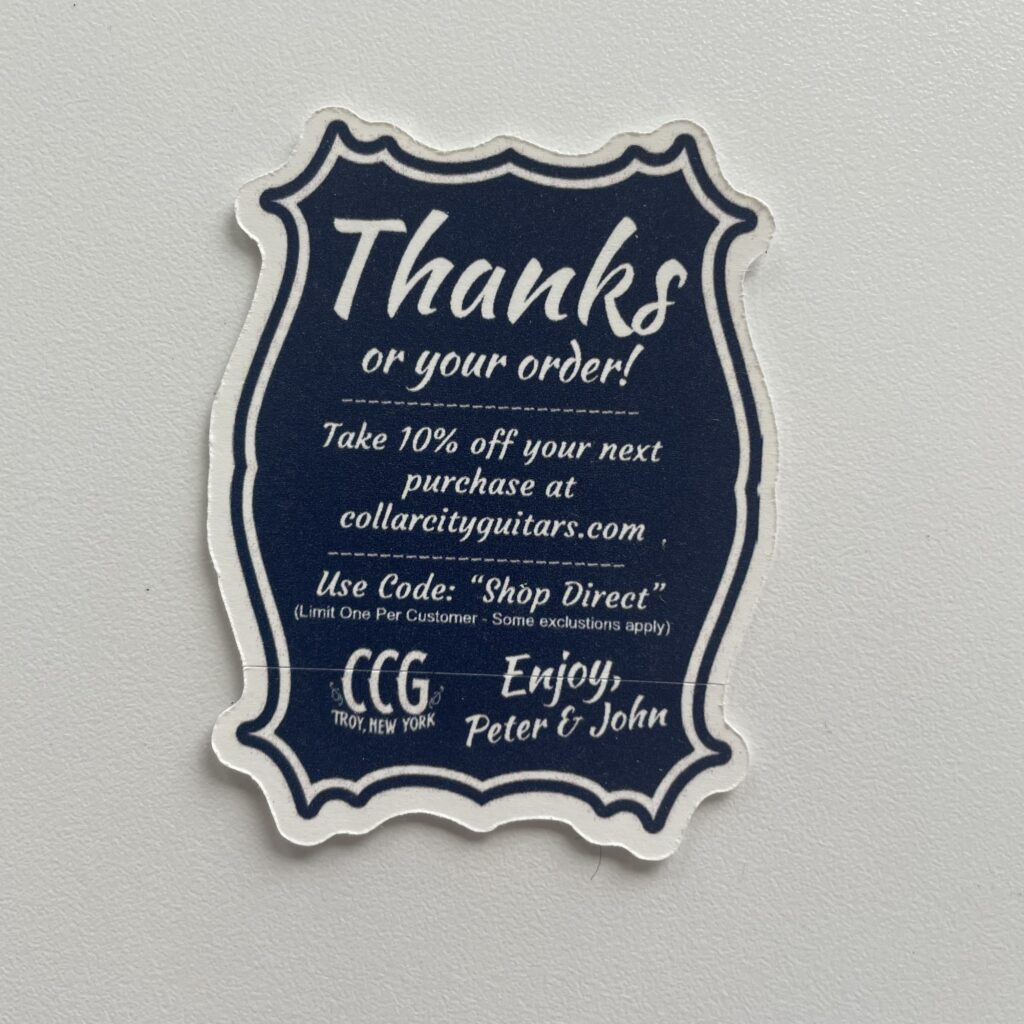 Thanks
or your order!
Take 10% off your next
purchase at
collarcityguitars.com
Use Code: “Shop Direct”
(Limit One Per Customer - Some exclustions apply)
CCG
TROY, NEW YORK
Enjoy,
Peter & John